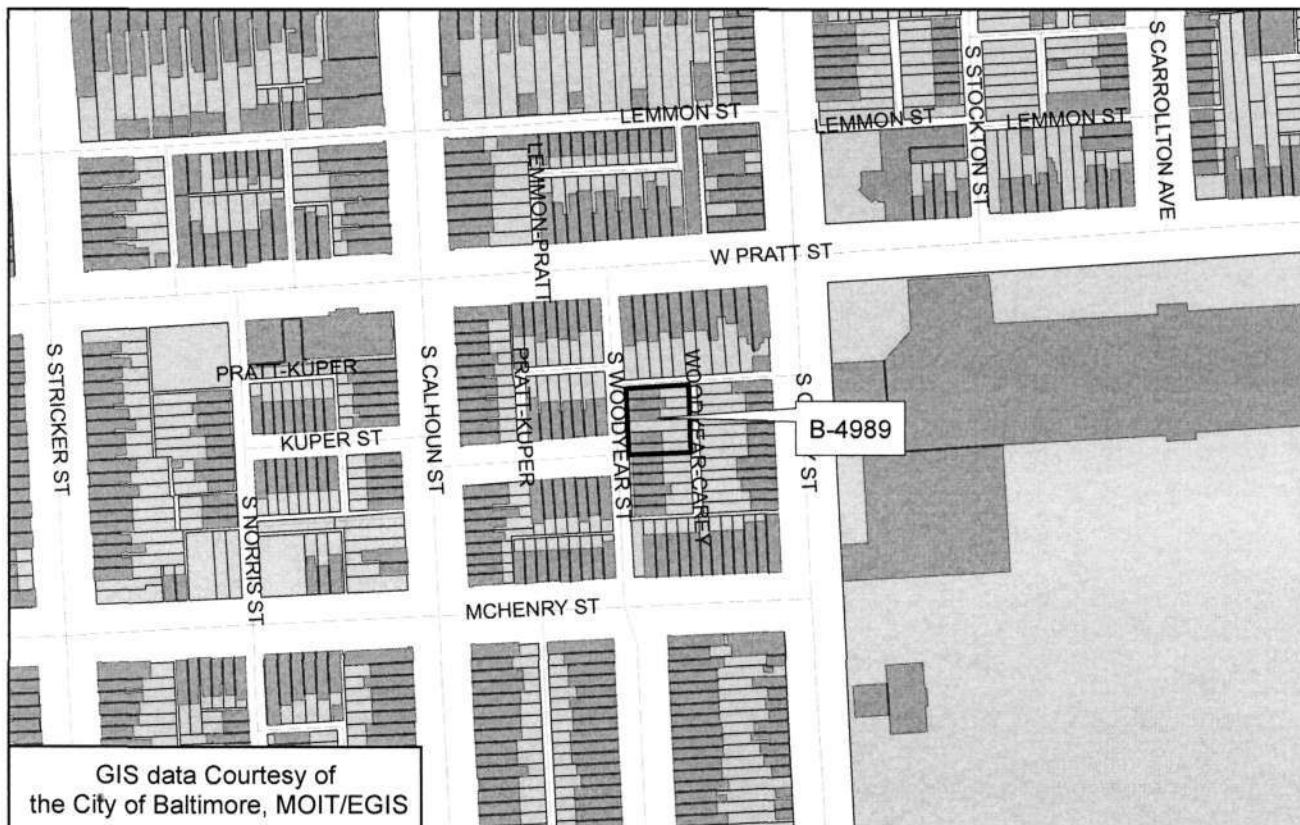 LEMMON ST
LEMMON ST
LEMMON ST
S STOCKTON ST
S CARROLLTON AVE
LEMMON-PRATT
W PRATT ST
S STRICKER ST
PRATT-KUPER
KUPER ST
S NORRIS ST
S CALHOUN ST
PRATT-KUPER
S WOODYEAR ST
WOODYEAR-CAREY
B-4989
MCHENRY ST
GIS data Courtesy of
the City of Baltimore, MOIT/EGIS